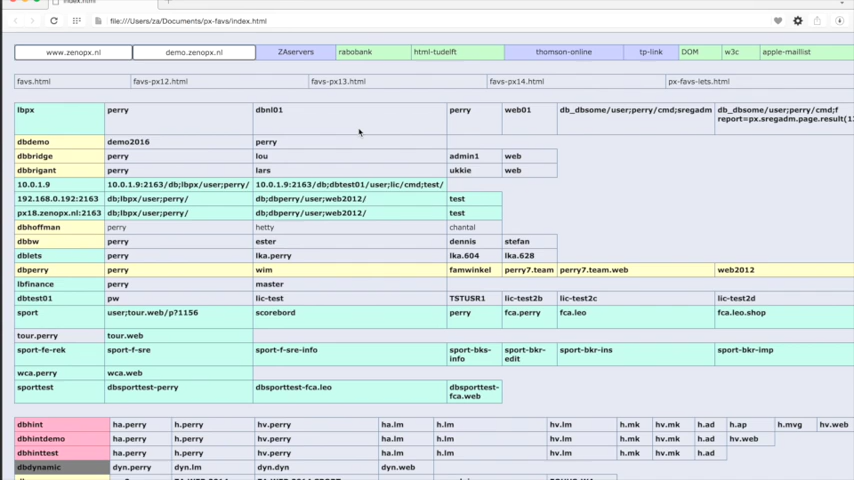 index.html
file:///Users/za/Documents/px-favs/index.html
www.zenopx.nl demo.zenopx.nl ZAservers rabobank html-tudelft thomson-online tp-link DOM w3c apple-maillist
favs.html favs-px12.html favs-px13.html favs-px14.html px-favs-lets.html
lbpx perry dbnl01 perry web01 db_dbsome/user;perry/cmd;sregadm db_dbsome/user;perry/cmd;f
report=px.sregadm.page.result(1
dbdemo demo2016 perry
dbbridge perry lou admin1 web
dbbrigant perry lars ukkie web
10.0.1.9 10.0.1.9:2163/db;lbpx/user;perry/ 10.0.1.9:2163/db;dbtest01/user;lic/cmd;test/
192.168.0.192:2163 db;lbpx/user;perry/ db;dbperry/user;web2012/ test
px18.zenopx.nl:2163 db;lbpx/user;perry/ db;dbperry/user;web2012/ test
dbhoffman perry hetty chantal
dbbw perry ester dennis stefan
dblets perry lka.perry lka.604 lka.628
dbperry perry wim famwinkel perry7.team perry7.team.web web2012
lbfinance perry master
dbtest01 pw lic-test TSTUSR1 lic-test2b lic-test2c lic-test2d
sport user;tour.web/p?1156 scorebord perry fca.perry fca.leo fca.leo.shop
tour.perry tour.web
sport-fe-rek sport-f-sre sport-f-sre-info sport-bks-info sport-bkr-edit sport-bkr-ins sport-bkr-imp
wca.perry wca.web
sporttest dbsporttest-perry dbsporttest-fca.leo dbsporttest-fca.web
dbhint ha.perry h.perry hv.perry ha.lm h.lm hv.lm h.mk hv.mk h.ad h.ap h.mvg hv.web
dbhintdemo ha.perry h.perry hv.perry ha.lm h.lm hv.lm h.mk hv.mk h.ad hv.web
dbhinttest ha.perry h.perry hv.perry ha.lm h.lm hv.lm h.mk hv.mk h.ad
dbdynamic dyn.perry dyn.lm dyn.dyn dyn.web